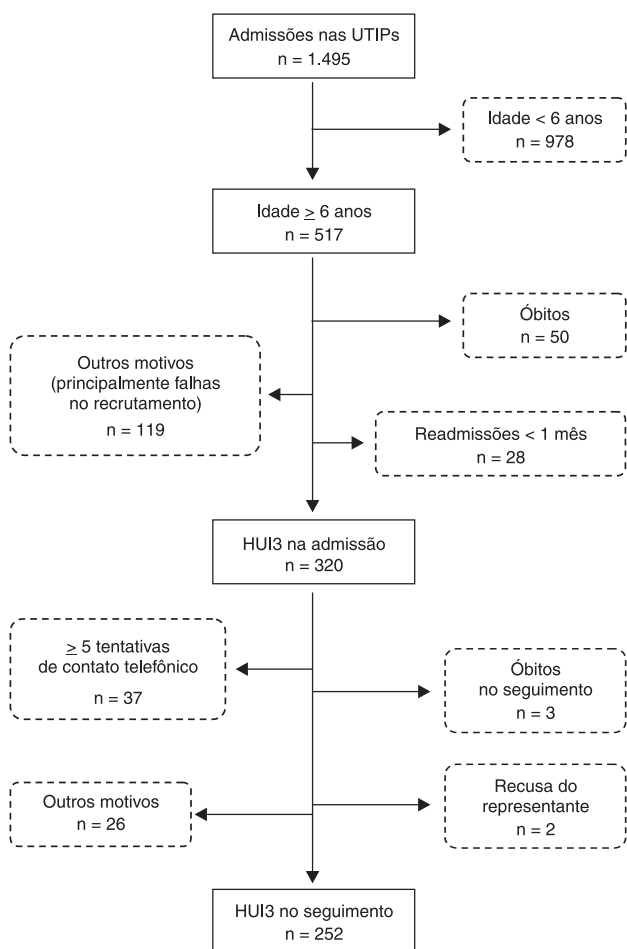 Admissões nas UTIPs
n = 1.495
Idade < 6 anos
n = 978
Idade ≥ 6 anos
n = 517
Óbitos
n = 50
Outros motivos
(principalmente falhas
no recrutamento)
n = 119
Readmissões < 1 mês
n = 28
HUI3 na admissão
n = 320
≥ 5 tentativas
de contato telefônico
n = 37
Óbitos
no seguimento
n = 3
Outros motivos
n = 26
Recusa do
representante
n = 2
HUI3 no seguimento
n = 252